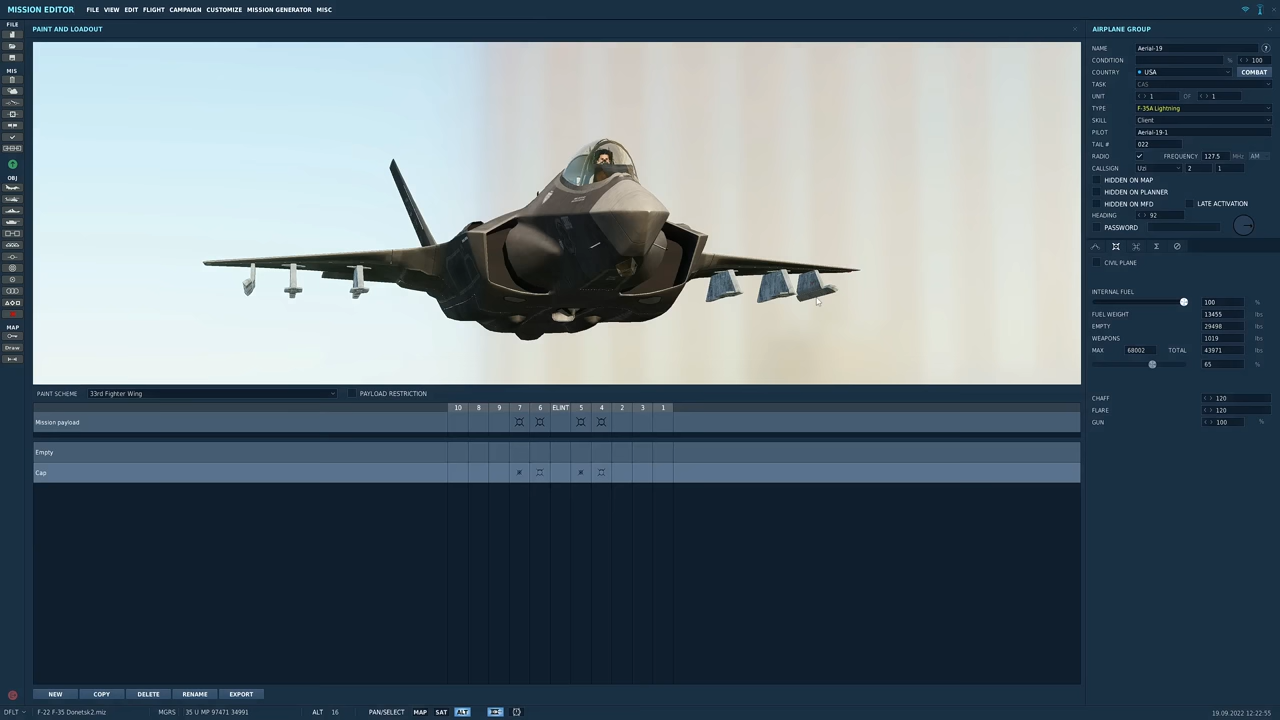 MISSION EDITOR FILE VIEW EDIT FLIGHT CAMPAIGN CUSTOMIZE MISSION GENERATOR MISC
FILE
MIS
OBJ
MAP
Draw
PAINT AND LOADOUT
PAINT SCHEME 33rd Fighter Wing PAYLOAD RESTRICTION
10 8 9 7 6 ELINT 5 4 2 3 1
Mission payload
Empty
Cap
NEW COPY DELETE RENAME EXPORT
AIRPLANE GROUP
NAME Aerial-19 ?
CONDITION % < > 100
COUNTRY USA COMBAT
TASK CAS
UNIT < > 1 OF < > 1
TYPE F-35A Lightning
SKILL Client
PILOT Aerial-19-1
TAIL # 022
RADIO FREQUENCY 127.5 MHz AM
CALLSIGN Uzi 2 1
HIDDEN ON MAP
HIDDEN ON PLANNER
HIDDEN ON MFD LATE ACTIVATION
HEADING < > 92
PASSWORD
CIVIL PLANE
INTERNAL FUEL
100 %
FUEL WEIGHT 13455 lbs
EMPTY 29498 lbs
WEAPONS 1019 lbs
MAX 68002 TOTAL 43971 lbs
65 %
CHAFF < > 120
FLARE < > 120
GUN < > 100 %
DFLT F-22 F-35 Donetsk2.miz MGRS 35 U MP 97471 34991 ALT 16 PAN/SELECT MAP SAT ALT 19.09.2022 12:22:55